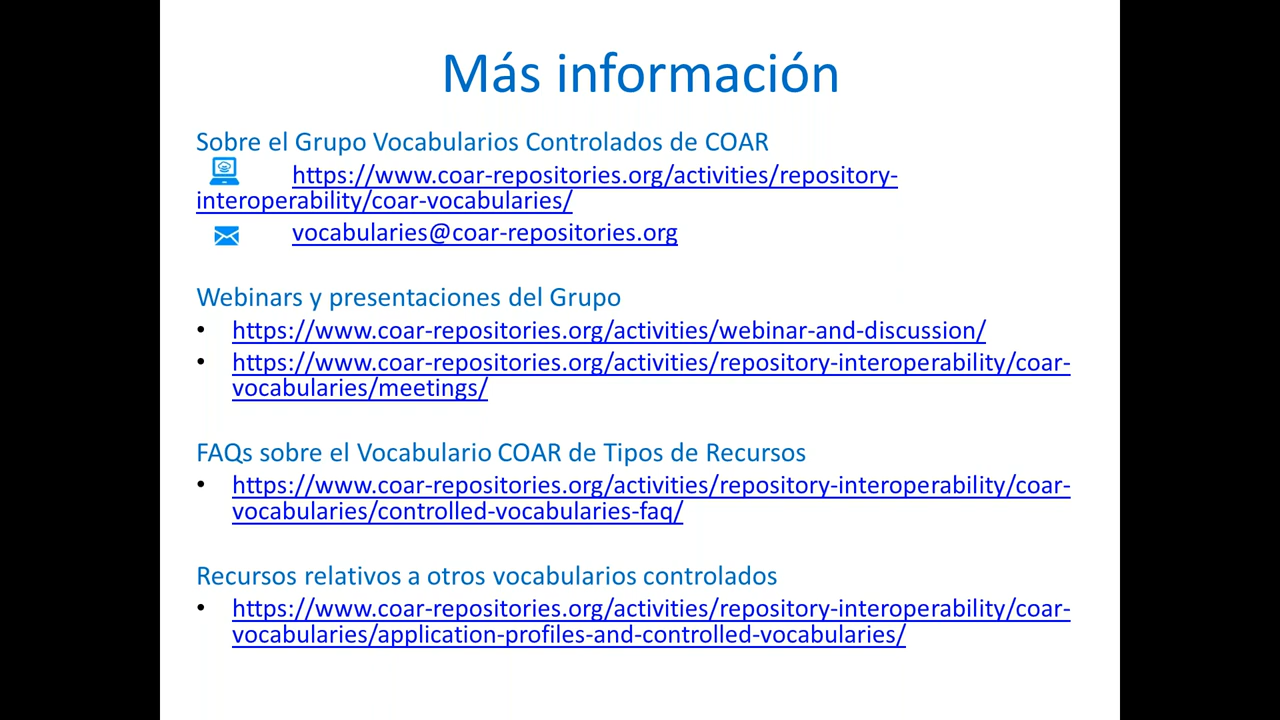 Más información
Sobre el Grupo Vocabularios Controlados de COAR
https://www.coar-repositories.org/activities/repository-
interoperability/coar-vocabularies/
vocabularies@coar-repositories.org
Webinars y presentaciones del Grupo
• https://www.coar-repositories.org/activities/webinar-and-discussion/
• https://www.coar-repositories.org/activities/repository-interoperability/coar-
vocabularies/meetings/
FAQs sobre el Vocabulario COAR de Tipos de Recursos
• https://www.coar-repositories.org/activities/repository-interoperability/coar-
vocabularies/controlled-vocabularies-faq/
Recursos relativos a otros vocabularios controlados
• https://www.coar-repositories.org/activities/repository-interoperability/coar-
vocabularies/application-profiles-and-controlled-vocabularies/